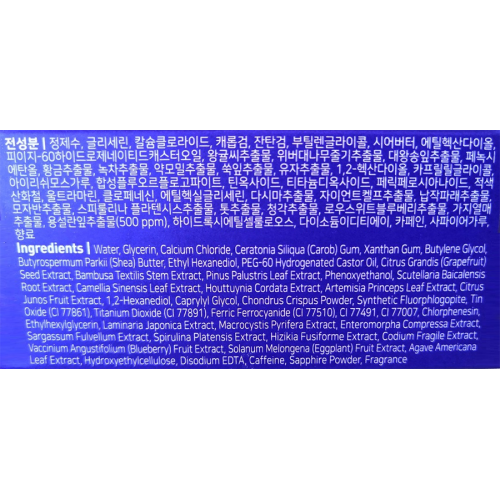 전성분 | 정제수, 글리세린, 칼슘클로라이드, 캐롭검, 잔탄검, 부틸렌글라이콜, 시어버터, 에틸헥산다이올,
피이지-60하이드로제네이티드캐스터오일, 왕귤씨추출물, 위버대나무줄기추출물, 대왕송잎추출물, 페녹시
에탄올, 황금추출물, 녹차추출물, 약모밀추출물, 쑥잎추출물, 유자추출물, 1,2-헥산다이올, 카프릴릴글라이콜,
아이리쉬모스가루, 합성플루오르플로고파이트, 틴옥사이드, 티타늄디옥사이드, 페릭페로시아나이드, 적색
산화철, 울트라마린, 클로페네신, 에틸헥실글리세린, 다시마추출물, 자이언트켈프추출물, 납작파래추출물,
모자반추출물, 스피룰리나 플라텐시스추출물, 톳추출물, 청각추출물, 로우스위트블루베리추출물, 가지열매
추출물, 용설란잎추출물(500 ppm), 하이드록시에틸셀룰로오스, 다이소듐이디티에이, 카페인, 사파이어가루,
향료
Ingredients | Water, Glycerin, Calcium Chloride, Ceratonia Siliqua (Carob) Gum, Xanthan Gum, Butylene Glycol,
Butyrospermum Parkii (Shea) Butter, Ethyl Hexanediol, PEG-60 Hydrogenated Castor Oil, Citrus Grandis (Grapefruit)
Seed Extract, Bambusa Textilis Stem Extract, Pinus Palustris Leaf Extract, Phenoxyethanol, Scutellaria Baicalensis
Root Extract, Camellia Sinensis Leaf Extract, Houttuynia Cordata Extract, Artemisia Princeps Leaf Extract, Citrus
Junos Fruit Extract, 1,2-Hexanediol, Caprylyl Glycol, Chondrus Crispus Powder, Synthetic Fluorphlogopite, Tin
Oxide (CI 77861), Titanium Dioxide (CI 77891), Ferric Ferrocyanide (CI 77510), CI 77491, CI 77007, Chlorphenesin,
Ethylhexylglycerin, Laminaria Japonica Extract, Macrocystis Pyrifera Extract, Enteromorpha Compressa Extract,
Sargassum Fulvellum Extract, Spirulina Platensis Extract, Hizikia Fusiforme Extract, Codium Fragile Extract,
Vaccinium Angustifolium (Blueberry) Fruit Extract, Solanum Melongena (Eggplant) Fruit Extract, Agave Americana
Leaf Extract, Hydroxyethylcellulose, Disodium EDTA, Caffeine, Sapphire Powder, Fragrance